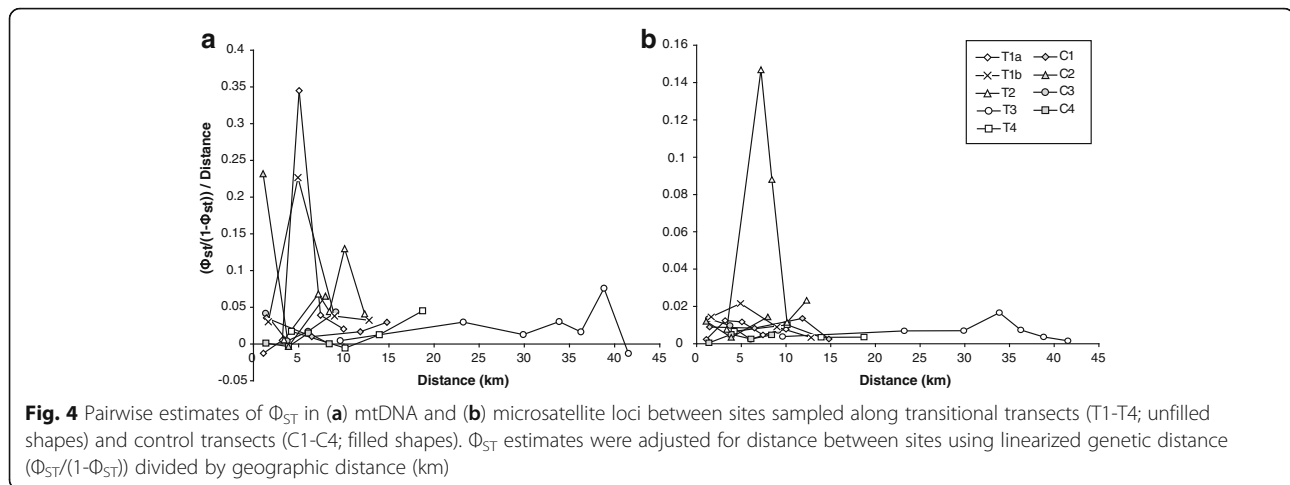 a
b
(Φst/(1-Φst)) / Distance
0.4
0.35
0.3
0.25
0.2
0.15
0.1
0.05
0
-0.05
0 5 10 15 20 25 30 35 40 45
Distance (km)
0.16
0.14
0.12
0.1
0.08
0.06
0.04
0.02
0
0 5 10 15 20 25 30 35 40 45
Distance (km)
T1a C1
T1b C2
T2 C3
T3 C4
T4
Fig. 4 Pairwise estimates of ΦST in (a) mtDNA and (b) microsatellite loci between sites sampled along transitional transects (T1-T4; unfilled
shapes) and control transects (C1-C4; filled shapes). ΦST estimates were adjusted for distance between sites using linearized genetic distance
(ΦST/(1-ΦST)) divided by geographic distance (km)